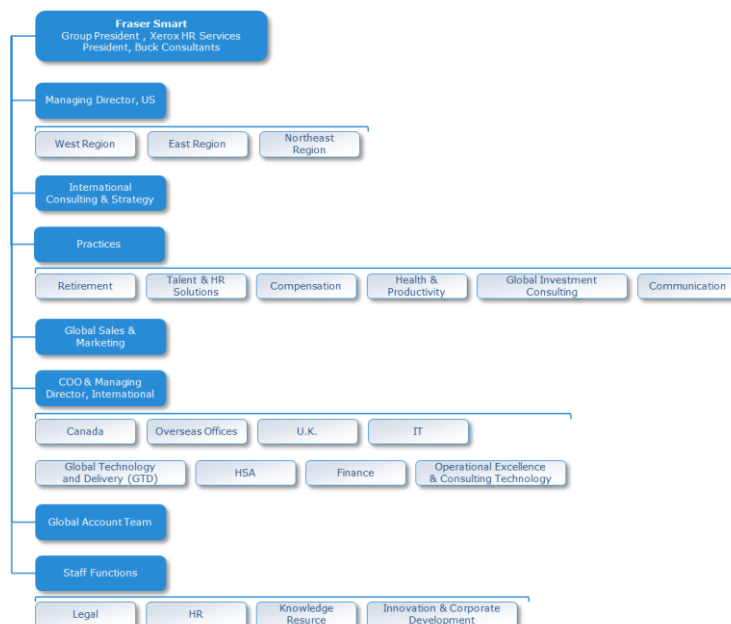 Fraser Smart
Group President , Xerox HR Services
President, Buck Consultants
Managing Director, US
West Region
East Region
Northeast
Region
International
Consulting & Strategy
Practices
Retirement
Talent & HR
Solutions
Compensation
Health &
Productivity
Global Investment
Consulting
Communication
Global Sales &
Marketing
COO & Managing
Director, International
Canada
Overseas Offices
U.K.
IT
Global Technology
and Delivery (GTD)
HSA
Finance
Operational Excellence
& Consulting Technology
Global Account Team
Staff Functions
Legal
HR
Knowledge
Resurce
Innovation & Corporate
Development